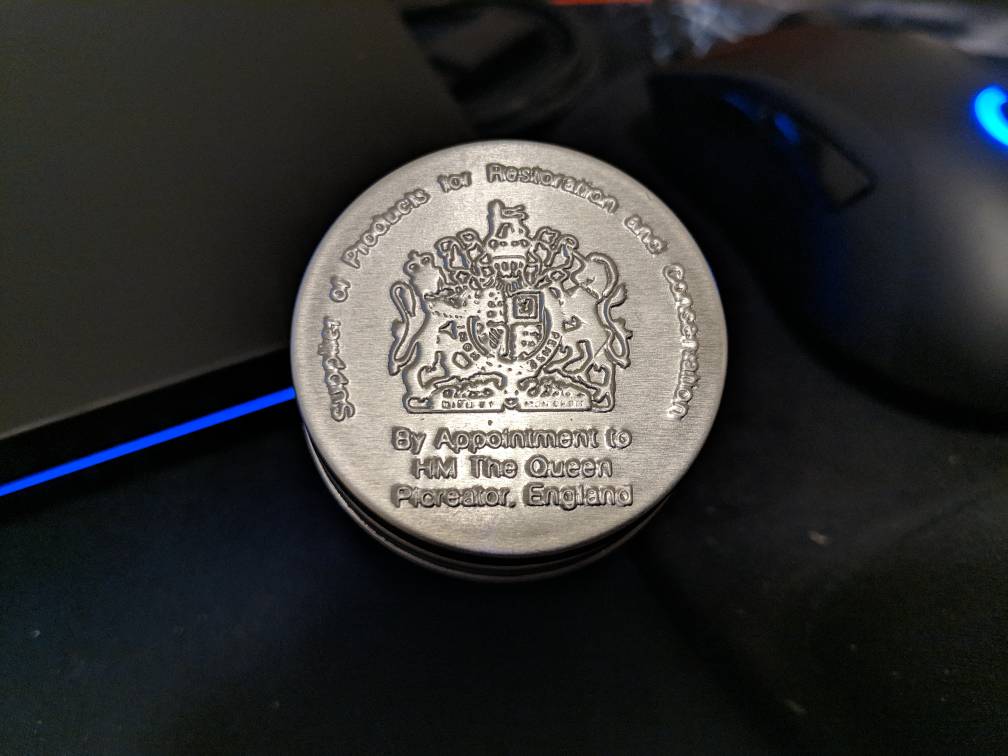 Supplier of Products for Restoration and Conservation
By Appointment to
HM The Queen
Picreator, England